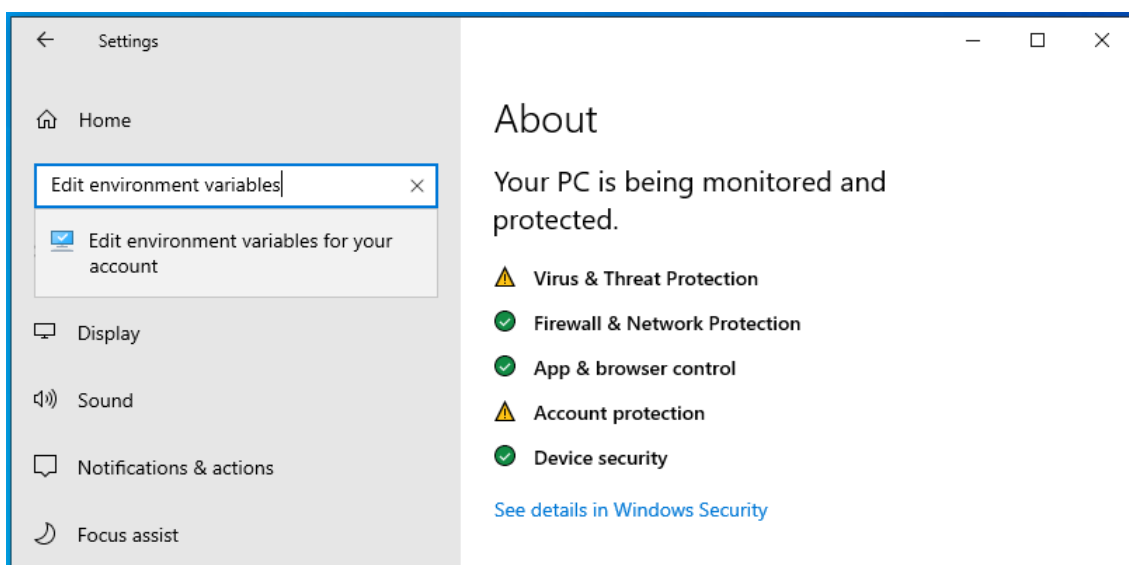 Settings
Home
Edit environment variables
Edit environment variables for your
account
Display
Sound
Notifications & actions
Focus assist
About
Your PC is being monitored and
protected.
Virus & Threat Protection
Firewall & Network Protection
App & browser control
Account protection
Device security
See details in Windows Security